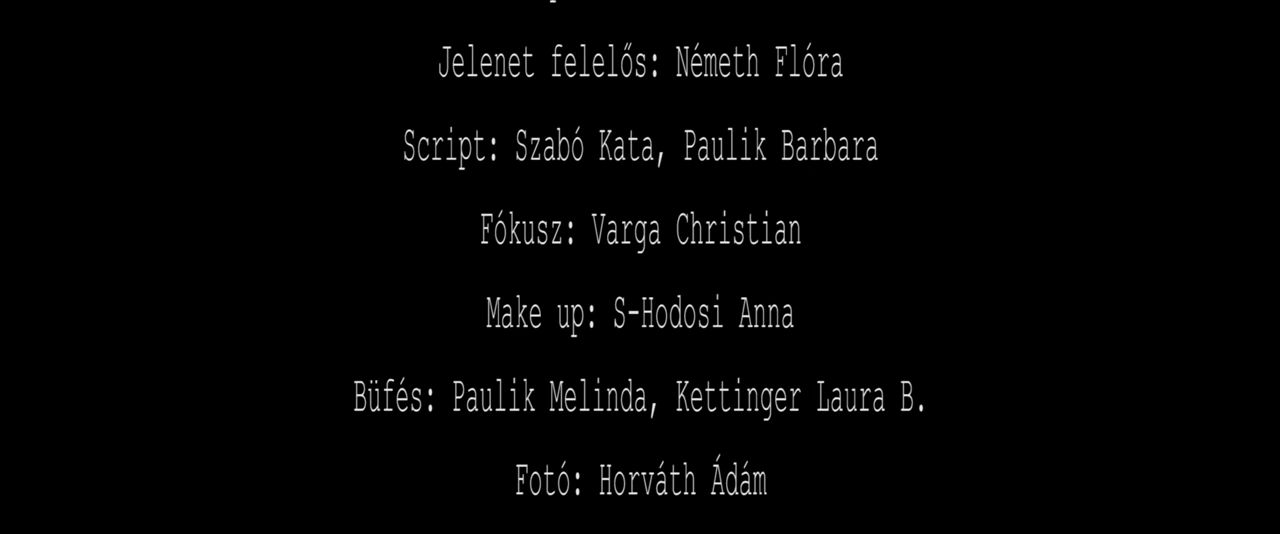 Jelenet felelős: Németh Flóra
Script: Szabó Kata, Paulik Barbara
Fókusz: Varga Christian
Make up: S-Hodosi Anna
Büfés: Paulik Melinda, Kettinger Laura B.
Fotó: Horváth Ádám